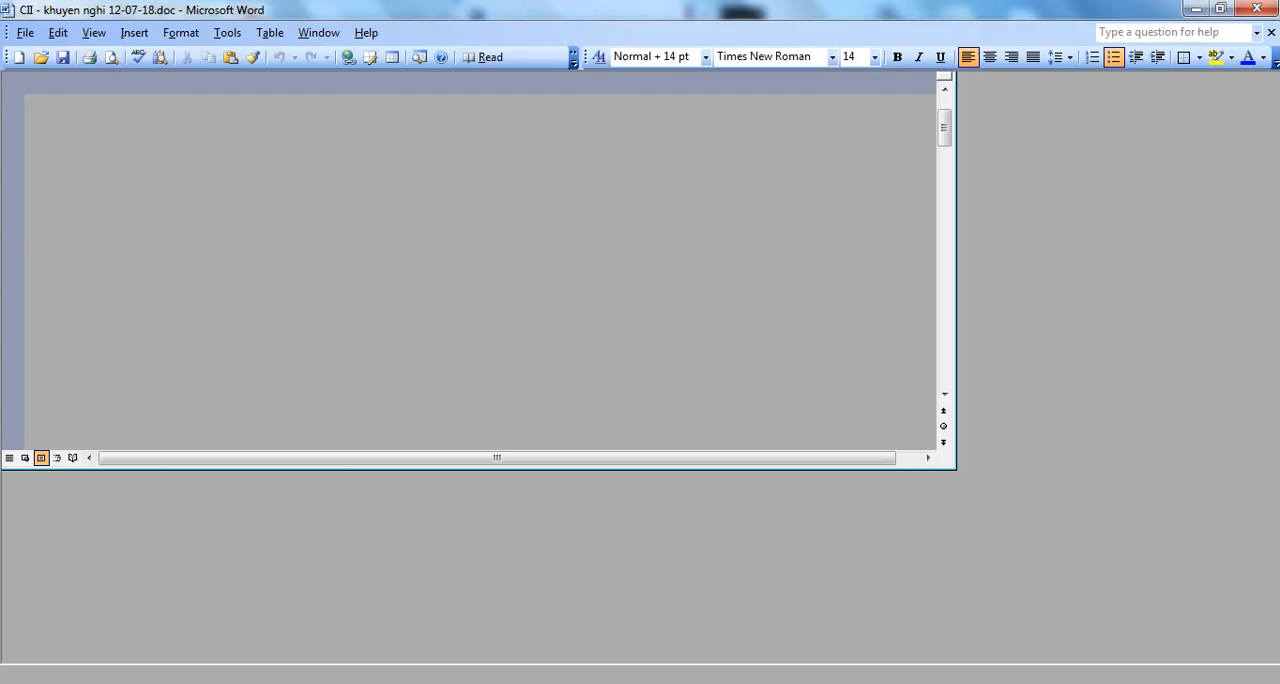 CII - khuyen nghi 12-07-18.doc - Microsoft Word
File Edit View Insert Format Tools Table Window Help Type a question for help
Read Normal + 14 pt Times New Roman 14 B I U